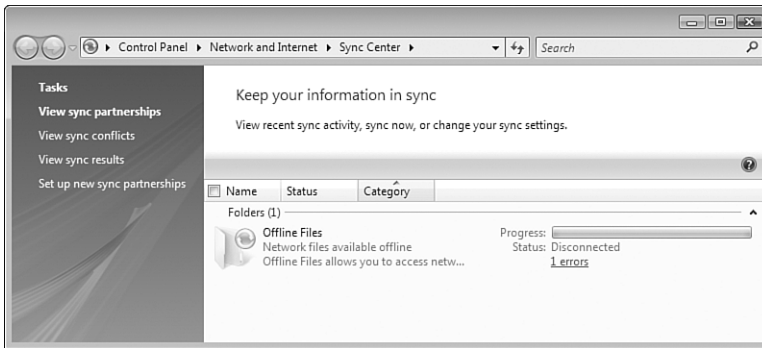 Control Panel ▸ Network and Internet ▸ Sync Center ▸
Search
Tasks
View sync partnerships
View sync conflicts
View sync results
Set up new sync partnerships
Keep your information in sync
View recent sync activity, sync now, or change your sync settings.
Name Status Category
Folders (1)
Offline Files
Network files available offline
Offline Files allows you to access netw...
Progress:
Status: Disconnected
1 errors